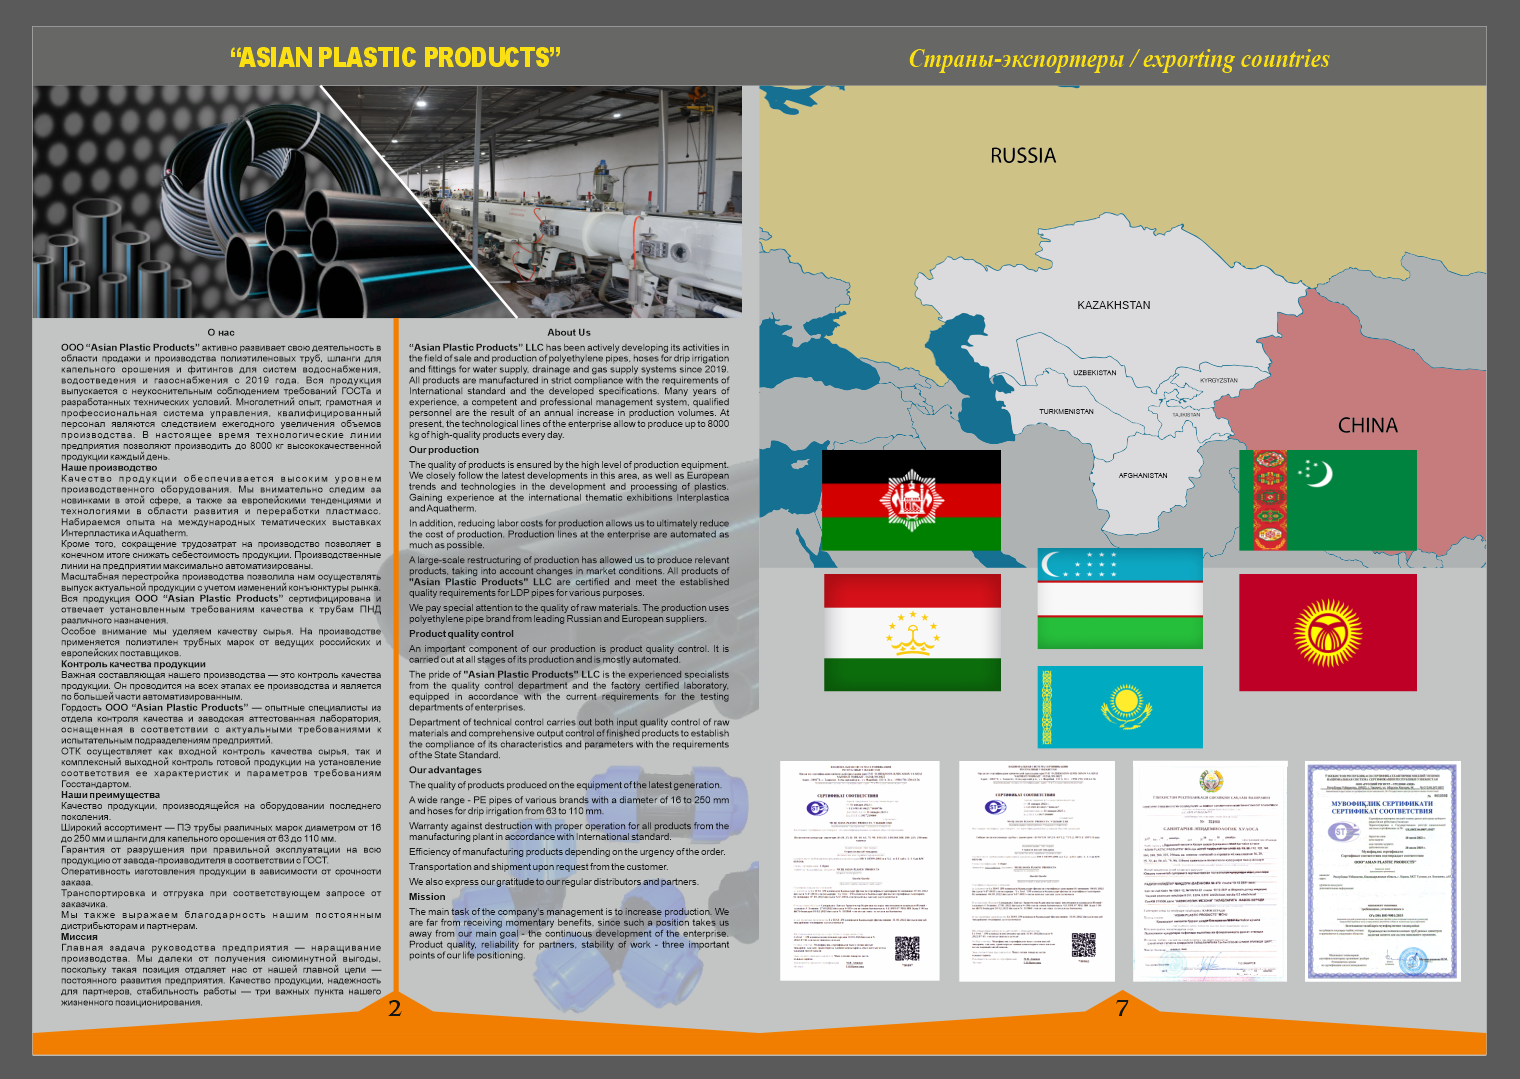 “ASIAN PLASTIC PRODUCTS”
О нас
ООО “Asian Plastic Products” активно развивает свою деятельность в
области продажи и производства полиэтиленовых труб, шланги для
капельного орошения и фитингов для систем водоснабжения,
водоотведения и газоснабжения с 2019 года. Вся продукция
выпускается с неукоснительным соблюдением требований ГОСТа и
разработанных технических условий. Многолетний опыт, грамотная и
профессиональная система управления, квалифицированный
персонал являются следствием ежегодного увеличения объемов
производства. В настоящее время технологические линии
предприятия позволяют производить до 8000 кг высококачественной
продукции каждый день.
Наше производство
Качество продукции обеспечивается высоким уровнем
производственного оборудования. Мы внимательно следим за
новинками в этой сфере, а также за европейскими тенденциями и
технологиями в области развития и переработки пластмасс.
Набираемся опыта на международных тематических выставках
Интерпластика и Aquatherm.
Кроме того, сокращение трудозатрат на производство позволяет в
конечном итоге снижать себестоимость продукции. Производственные
линии на предприятии максимально автоматизированы.
Масштабная перестройка производства позволила нам осуществлять
выпуск актуальной продукции с учетом изменений конъюнктуры рынка.
Вся продукция ООО “Asian Plastic Products” сертифицирована и
отвечает установленным требованиям качества к трубам ПНД
различного назначения.
Особое внимание мы уделяем качеству сырья. На производстве
применяется полиэтилен трубных марок от ведущих российских и
европейских поставщиков.
Контроль качества продукции
Важная составляющая нашего производства — это контроль качества
продукции. Он проводится на всех этапах ее производства и является
по большей части автоматизированным.
Гордость ООО “Asian Plastic Products” — опытные специалисты из
отдела контроля качества и заводская аттестованная лаборатория,
оснащенная в соответствии с актуальными требованиями к
испытательным подразделениям предприятий.
ОТК осуществляет как входной контроль качества сырья, так и
комплексный выходной контроль готовой продукции на установление
соответствия ее характеристик и параметров требованиям
Госстандартом.
Наши преимущества
Качество продукции, производящейся на оборудовании последнего
поколения.
Широкий ассортимент — ПЭ трубы различных марок диаметром от 16
до 250 мм и шланги для капельного орошения от 63 до 110 мм.
Гарантия от разрушения при правильной эксплуатации на всю
продукцию от завода-производителя в соответствии с ГОСТ.
Оперативность изготовления продукции в зависимости от срочности
заказа.
Транспортировка и отгрузка при соответствующем запросе от
заказчика.
Мы также выражаем благодарность нашим постоянным
дистрибьюторам и партнерам.
Миссия
Главная задача руководства предприятия — наращивание
производства. Мы далеки от получения сиюминутной выгоды,
поскольку такая позиция отдаляет нас от нашей главной цели —
постоянного развития предприятия. Качество продукции, надежность
для партнеров, стабильность работы — три важных пункта нашего
жизненного позиционирования.
About Us
“Asian Plastic Products” LLC has been actively developing its activities in
the field of sale and production of polyethylene pipes, hoses for drip irrigation
and fittings for water supply, drainage and gas supply systems since 2019.
All products are manufactured in strict compliance with the requirements of
International standard and the developed specifications. Many years of
experience, a competent and professional management system, qualified
personnel are the result of an annual increase in production volumes. At
present, the technological lines of the enterprise allow to produce up to 8000
kg of high-quality products every day.
Our production
The quality of products is ensured by the high level of production equipment.
We closely follow the latest developments in this area, as well as European
trends and technologies in the development and processing of plastics.
Gaining experience at the international thematic exhibitions Interplastica
and Aquatherm.
In addition, reducing labor costs for production allows us to ultimately reduce
the cost of production. Production lines at the enterprise are automated as
much as possible.
A large-scale restructuring of production has allowed us to produce relevant
products, taking into account changes in market conditions. All products of
"Asian Plastic Products" LLC are certified and meet the established
quality requirements for LDP pipes for various purposes.
We pay special attention to the quality of raw materials. The production uses
polyethylene pipe brand from leading Russian and European suppliers.
Product quality control
An important component of our production is product quality control. It is
carried out at all stages of its production and is mostly automated.
The pride of "Asian Plastic Products" LLC is the experienced specialists
from the quality control department and the factory certified laboratory,
equipped in accordance with the current requirements for the testing
departments of enterprises.
Department of technical control carries out both input quality control of raw
materials and comprehensive output control of finished products to establish
the compliance of its characteristics and parameters with the requirements
of the State Standard.
Our advantages
The quality of products produced on the equipment of the latest generation.
A wide range - PE pipes of various brands with a diameter of 16 to 250 mm
and hoses for drip irrigation from 63 to 110 mm.
Warranty against destruction with proper operation for all products from the
manufacturing plant in accordance with International standard.
Efficiency of manufacturing products depending on the urgency of the order.
Transportation and shipment upon request from the customer.
We also express our gratitude to our regular distributors and partners.
Mission
The main task of the company's management is to increase production. We
are far from receiving momentary benefits, since such a position takes us
away from our main goal - the continuous development of the enterprise.
Product quality, reliability for partners, stability of work - three important
points of our life positioning.
2
Страны-экспортеры / exporting countries
RUSSIA
KAZAKHSTAN
UZBEKISTAN
KYRGYZSTAN
TURKMENISTAN
TAJIKISTAN
CHINA
AFGHANISTAN
СЕРТИФИКАТ СООТВЕТСТВИЯ
СЕРТИФИКАТ СООТВЕТСТВИЯ
САНИТАРИЯ-ЭПИДЕМИОЛОГИК ХУЛОСА
МУВОФИҚЛИК СЕРТИФИКАТИ
СЕРТИФИКАТ СООТВЕТСТВИЯ
7